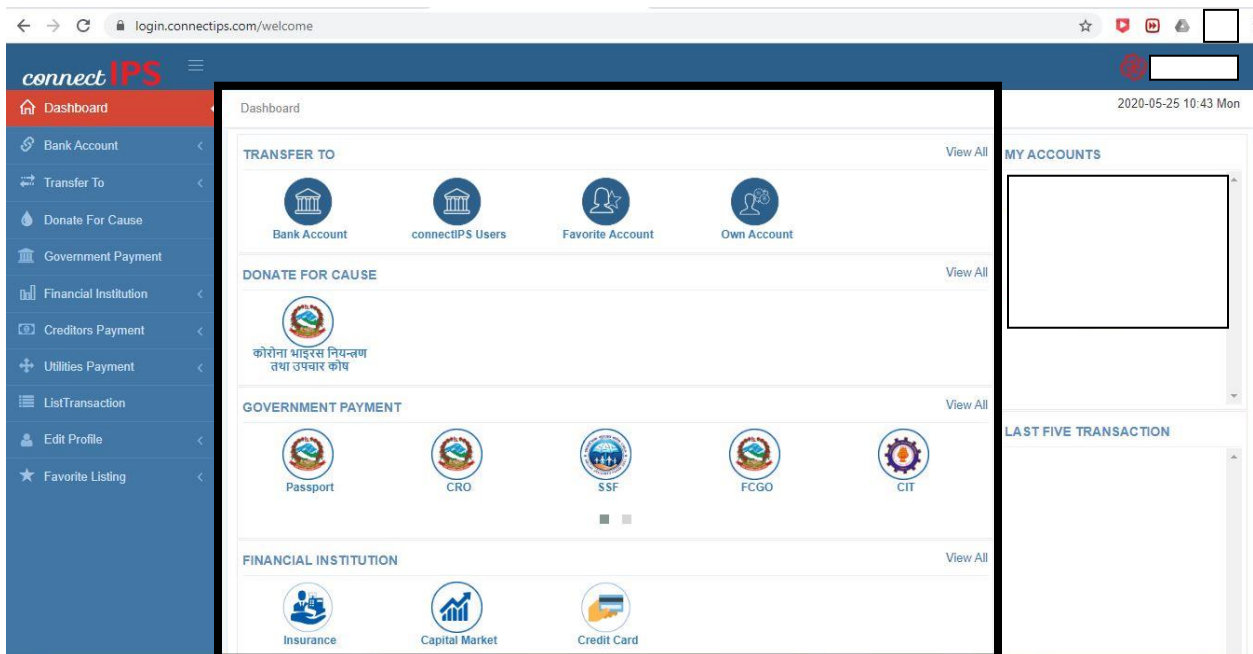 login.connectips.com/welcome
connectIPS
Dashboard
Bank Account
Transfer To
Donate For Cause
Government Payment
Financial Institution
Creditors Payment
Utilities Payment
ListTransaction
Edit Profile
Favorite Listing
Dashboard
2020-05-25 10:43 Mon
TRANSFER TO
View All
Bank Account
connectIPS Users
Favorite Account
Own Account
DONATE FOR CAUSE
View All
कोरोना भाइरस नियन्त्रण
तथा उपचार कोष
GOVERNMENT PAYMENT
View All
Passport
CRO
SSF
FCGO
CIT
FINANCIAL INSTITUTION
View All
Insurance
Capital Market
Credit Card
MY ACCOUNTS
LAST FIVE TRANSACTION